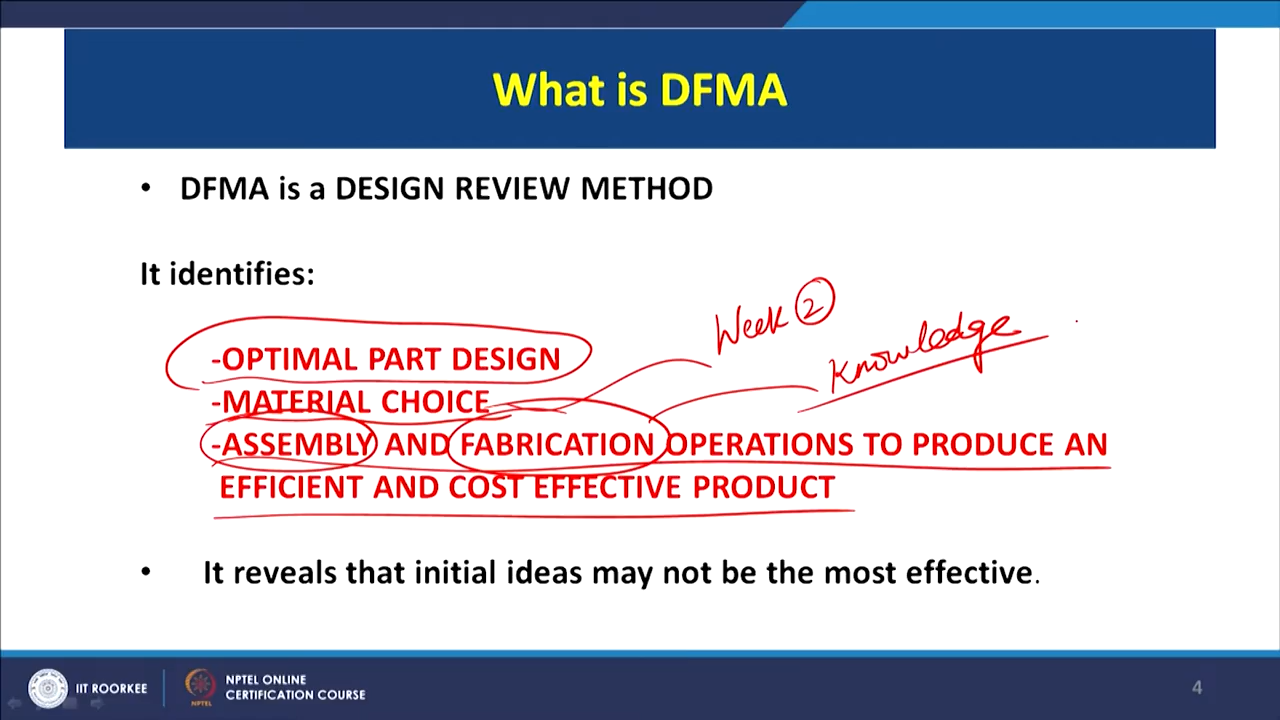 What is DFMA
• DFMA is a DESIGN REVIEW METHOD
It identifies:
Week 2
Knowledge
-OPTIMAL PART DESIGN
-MATERIAL CHOICE
-ASSEMBLY AND FABRICATION OPERATIONS TO PRODUCE AN
EFFICIENT AND COST EFFECTIVE PRODUCT
• It reveals that initial ideas may not be the most effective.
IIT ROORKEE
NPTEL
NPTEL ONLINE
CERTIFICATION COURSE
4